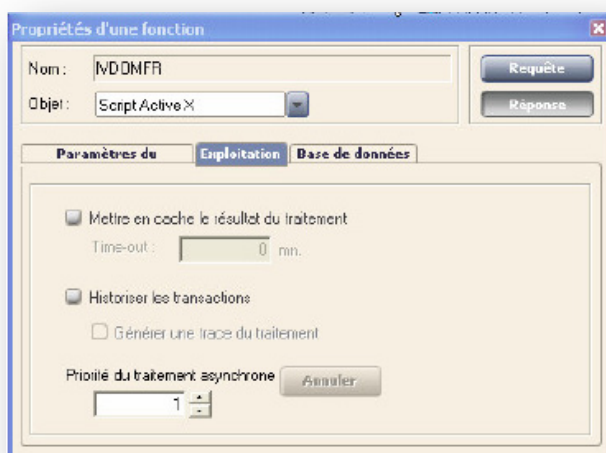 Propriétés d'une fonction
Nom : IVDDMFR
Requête
Objet : Script Active X
Réponse
Paramètres du Exploitation Base de données
Mettre en cache le résultat du traitement
Time-out : 0 mn.
Historiser les transactions
Générer une trace du traitement
Priorité du traitement asynchrone Annuler
1